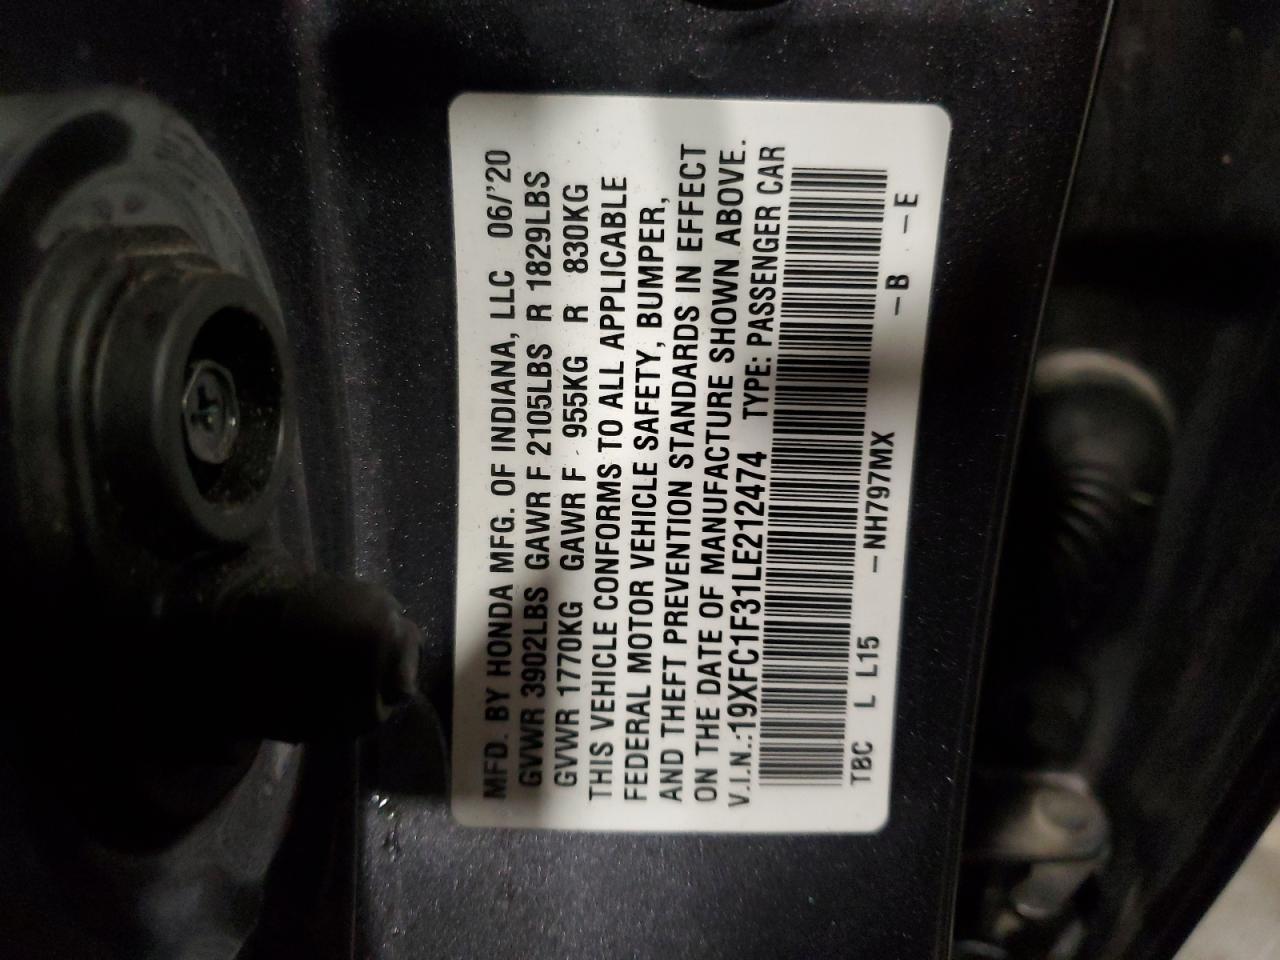 MFD. BY HONDA MFG. OF INDIANA, LLC 06/'20
GVWR 3902LBS GAWR F 2105LBS R 1829LBS
GVWR 1770KG GAWR F 955KG R 830KG
THIS VEHICLE CONFORMS TO ALL APPLICABLE
FEDERAL MOTOR VEHICLE SAFETY, BUMPER,
AND THEFT PREVENTION STANDARDS IN EFFECT
ON THE DATE OF MANUFACTURE SHOWN ABOVE.
V.I.N.:19XFC1F31LE212474 TYPE: PASSENGER CAR
TBC L L15 -NH797MX -B -E